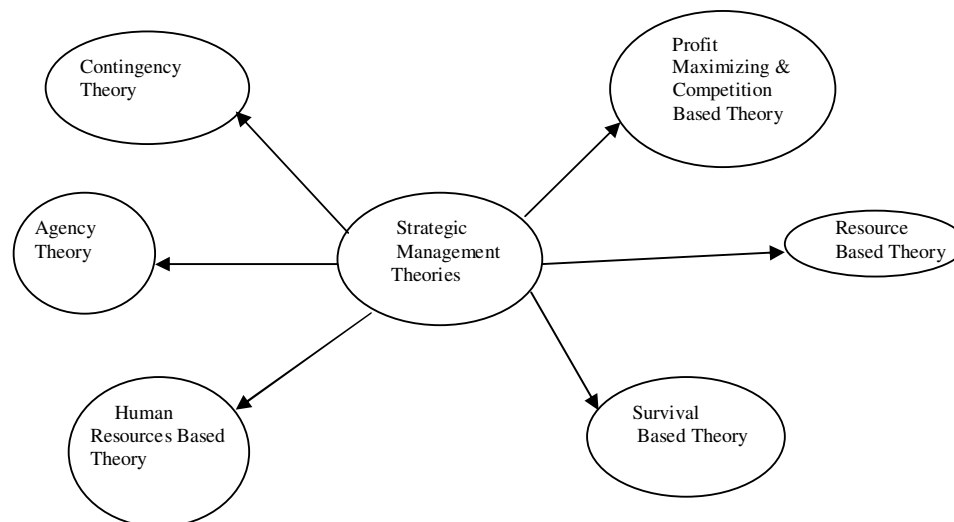 Contingency
Theory
Profit
Maximizing &
Competition
Based Theory
Agency
Theory
Strategic
Management
Theories
Resource
Based Theory
Human
Resources Based
Theory
Survival
Based Theory